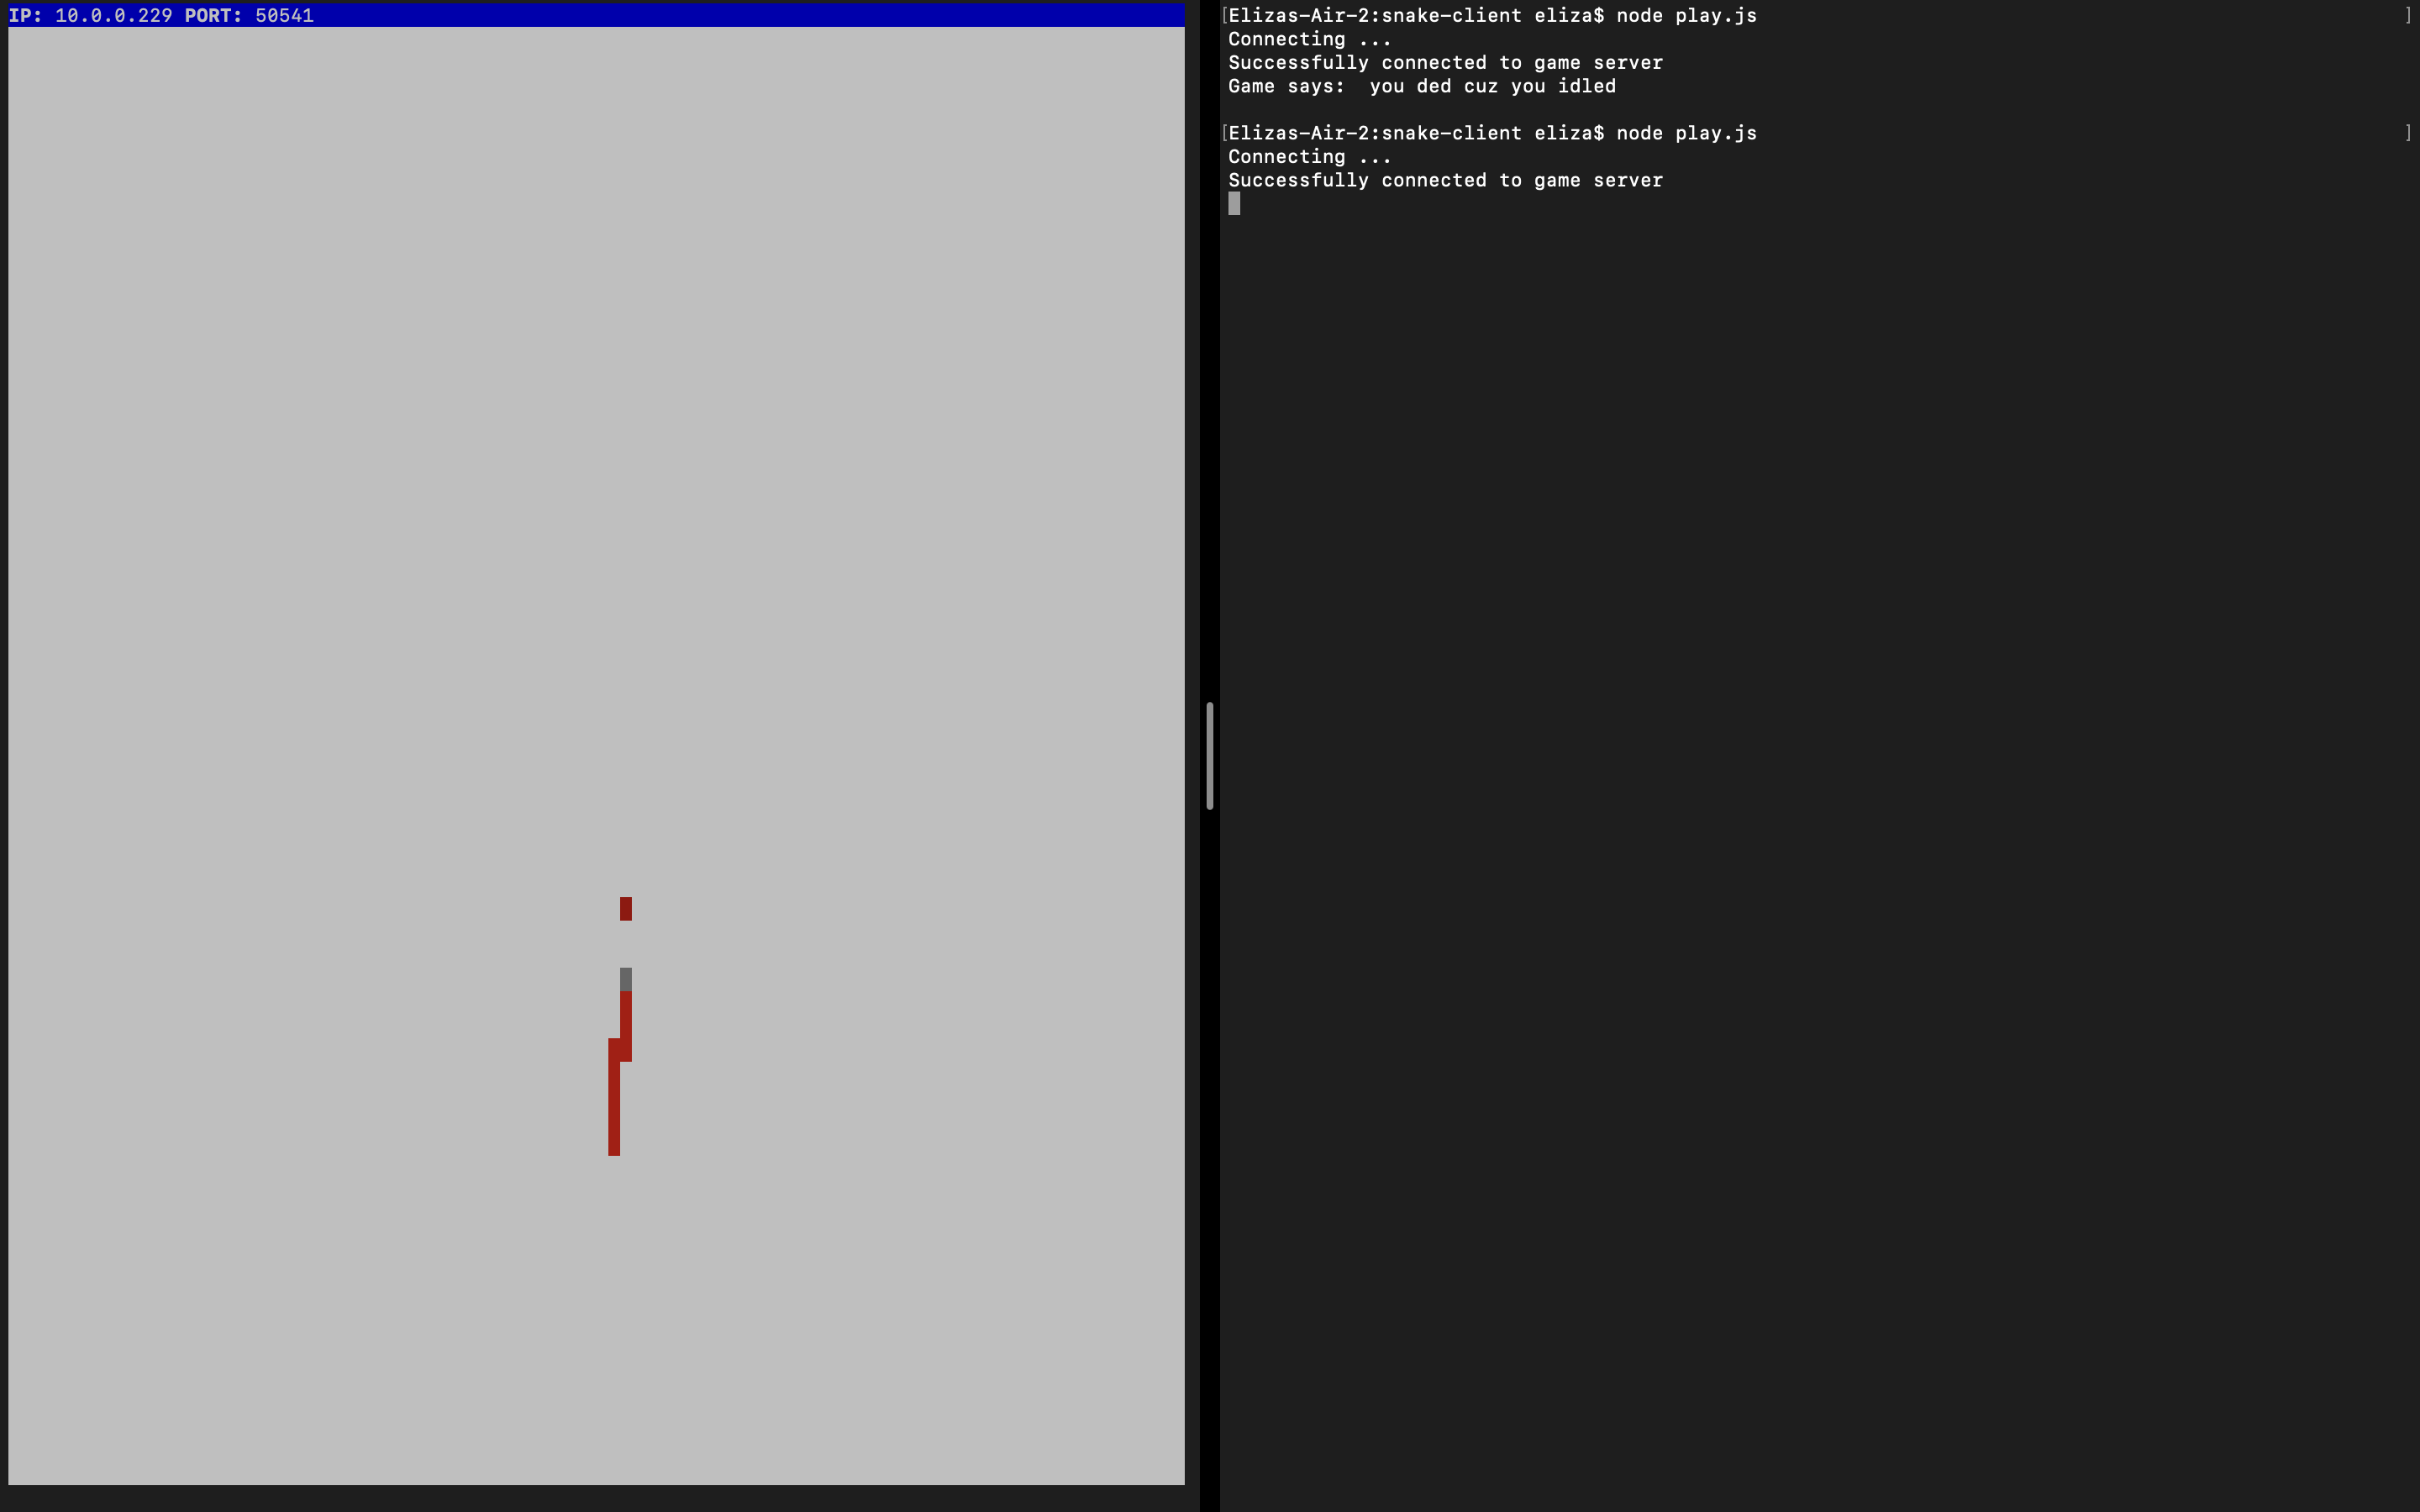 IP: 10.0.0.229 PORT: 50541
[Elizas-Air-2:snake-client eliza$ node play.js ]
Connecting ...
Successfully connected to game server
Game says:  you ded cuz you idled
[Elizas-Air-2:snake-client eliza$ node play.js ]
Connecting ...
Successfully connected to game server